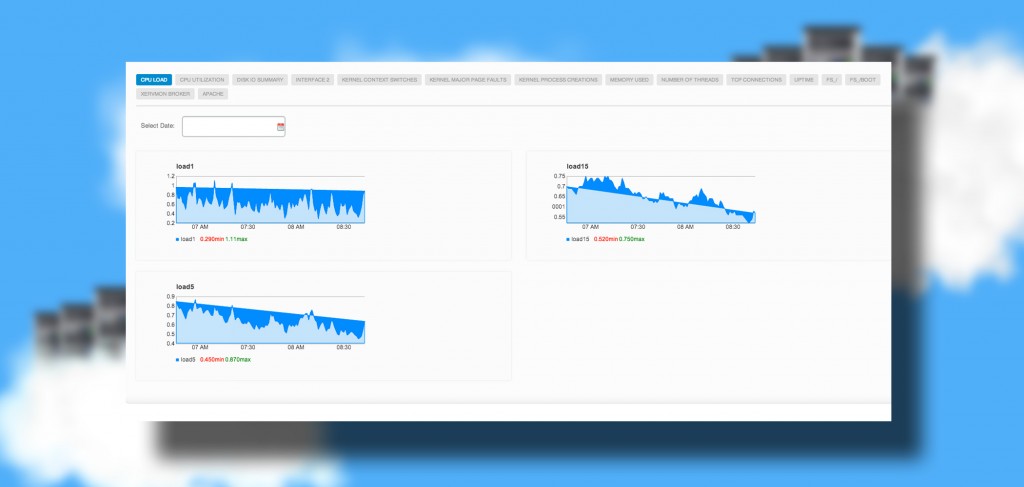 CPU LOAD CPU UTILIZATION DISK IO SUMMARY INTERFACE 2 KERNEL CONTEXT SWITCHES KERNEL MAJOR PAGE FAULTS KERNEL PROCESS CREATIONS MEMORY USED NUMBER OF THREADS TCP CONNECTIONS UPTIME FS_/ FS_/BOOT
XERVMON BROKER APACHE
Select Date:
load1
1.2
1
0.8
0.6
0.4
0.2
07 AM 07:30 08 AM 08:30
load1 0.290min 1.11max
load15
0.75
0.7
0.65
0001
0.55
07 AM 07:30 08 AM 08:30
load15 0.520min 0.750max
load5
0.9
0.8
0.7
0.6
0.5
0.4
07 AM 07:30 08 AM 08:30
load5 0.450min 0.870max